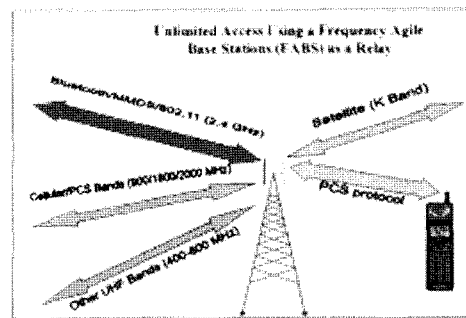 Unlimited Access Using a Frequency Agile
Base Stations (FABS) as a Relay
Bluetooth/MMDS/802.11 (2.4 GHz)
Satellite (K Band)
Cellular/PCS Bands (900/1800/2000 MHz)
PCS protocol
Other UHF Bands (400-800 MHz)